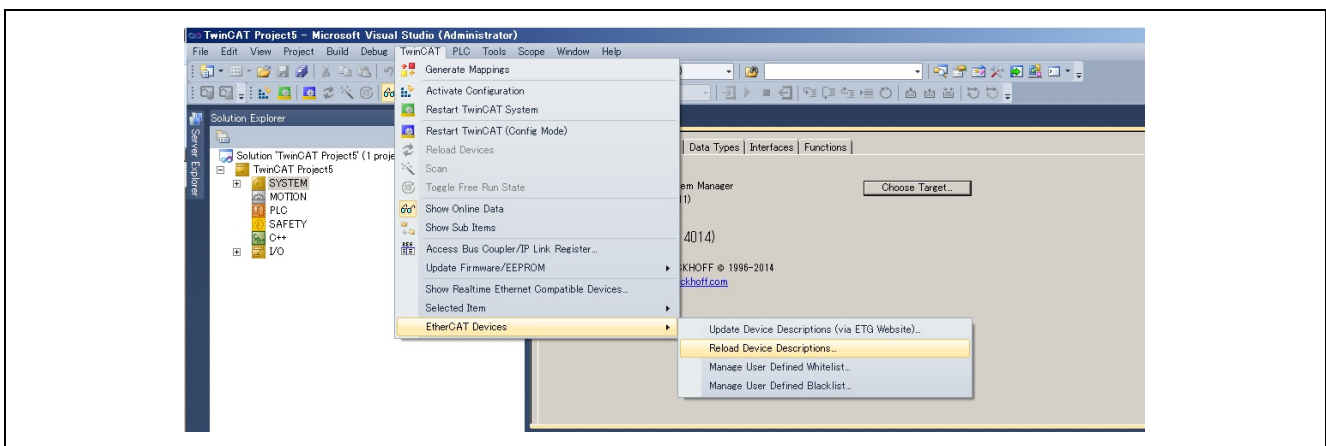 TwinCAT Project5 - Microsoft Visual Studio (Administrator)
File Edit View Project Build Debug TwinCAT PLC Tools Scope Window Help
Generate Mappings
Activate Configuration
Restart TwinCAT System
Restart TwinCAT (Config Mode)
Reload Devices
Scan
Toggle Free Run State
Show Online Data
Show Sub Items
Access Bus Coupler/IP Link Register...
Update Firmware/EEPROM
Show Realtime Ethernet Compatible Devices...
Selected Item
EtherCAT Devices
Update Device Descriptions (via ETG Website)...
Reload Device Descriptions...
Manage User Defined Whitelist...
Manage User Defined Blacklist...
Server Explorer
Solution Explorer
Solution 'TwinCAT Project5' (1 proje
TwinCAT Project5
SYSTEM
MOTION
PLC
SAFETY
C++
I/O
Data Types Interfaces Functions
em Manager
Choose Target...
4014)
KHOFF © 1996-2014
ckhoff.com